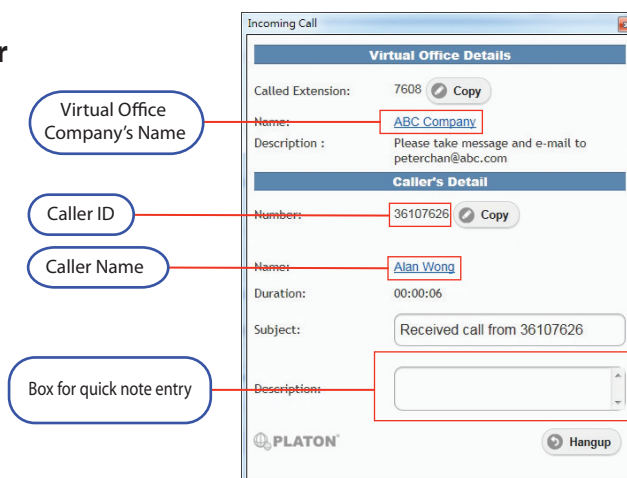 r
Incoming Call
Virtual Office Details
Called Extension: 7608 Copy
Virtual Office
Company's Name
Name: ABC Company
Description : Please take message and e-mail to
peterchan@abc.com
Caller's Detail
Caller ID
Number: 36107626 Copy
Caller Name
Name: Alan Wong
Duration: 00:00:06
Subject: Received call from 36107626
Box for quick note entry
Description:
PLATON
Hangup